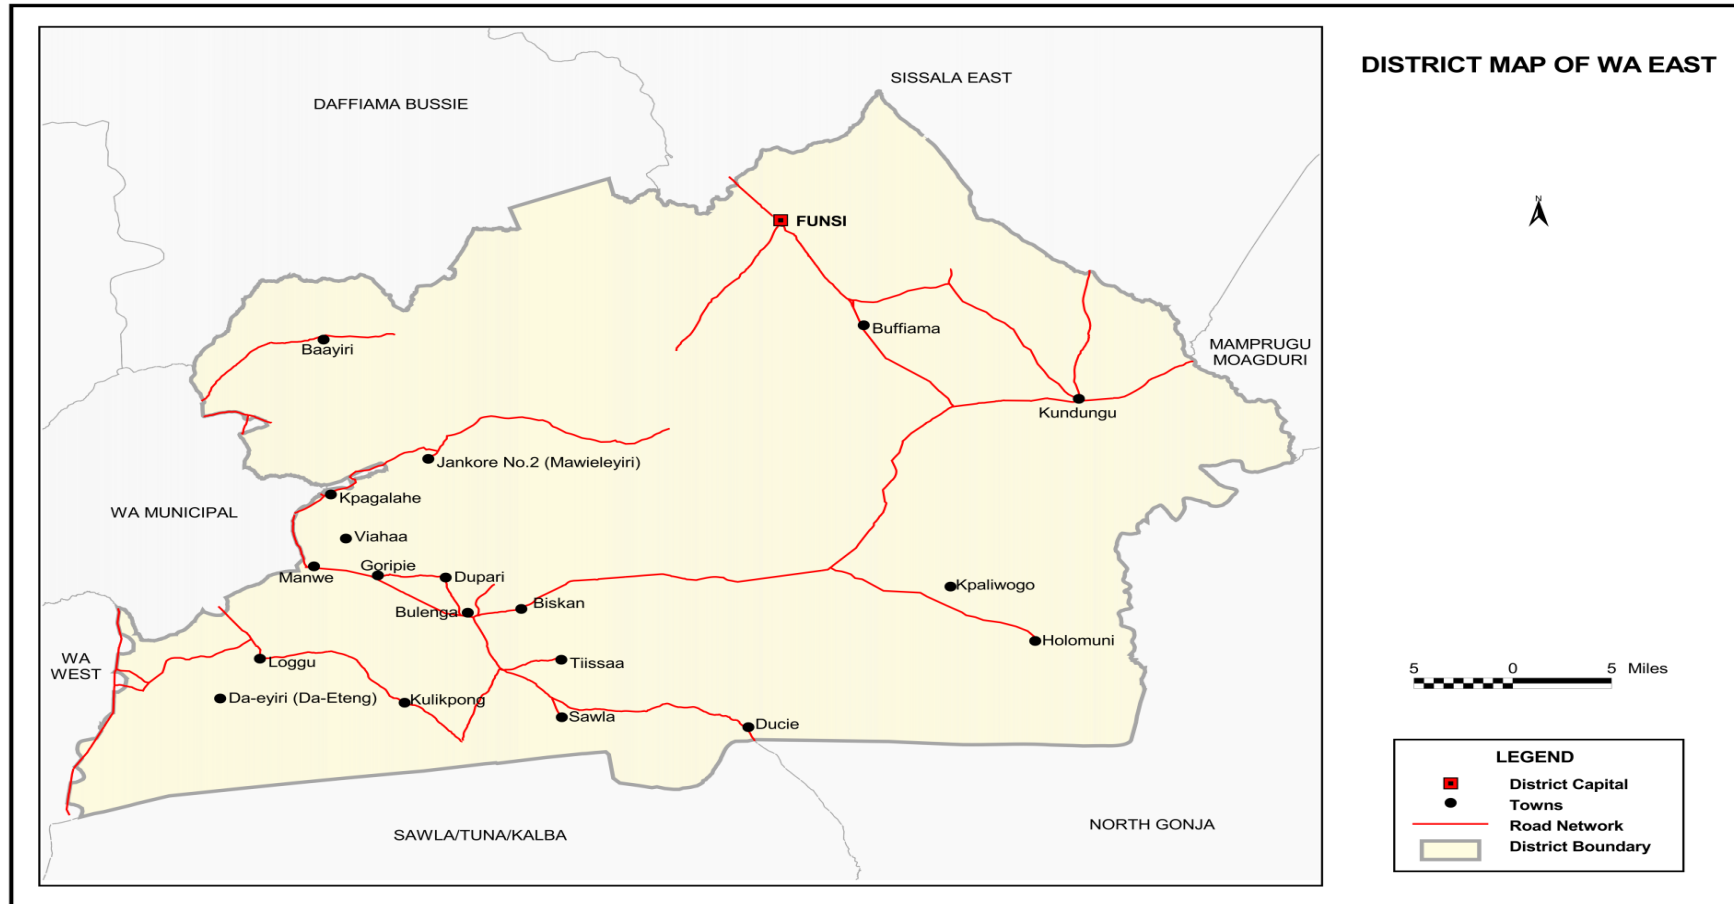 DISTRICT MAP OF WA EAST
SISSALA EAST
DAFFIAMA BUSSIE
N
FUNSI
Buffiama
MAMPRUGU
MOAGDURI
Baayiri
Kundungu
Jankore No.2 (Mawieleyiri)
Kpagalahe
WA MUNICIPAL
Viahaa
Goripie
Manwe
Dupari
Kpaliwogo
Biskan
Bulenga
Holomuni
WA
WEST
Loggu
Tiissaa
Da-eyiri (Da-Eteng)
Kulikpong
Sawla
Ducie
5 0 5 Miles
SAWLA/TUNA/KALBA
NORTH GONJA
LEGEND
District Capital
Towns
Road Network
District Boundary